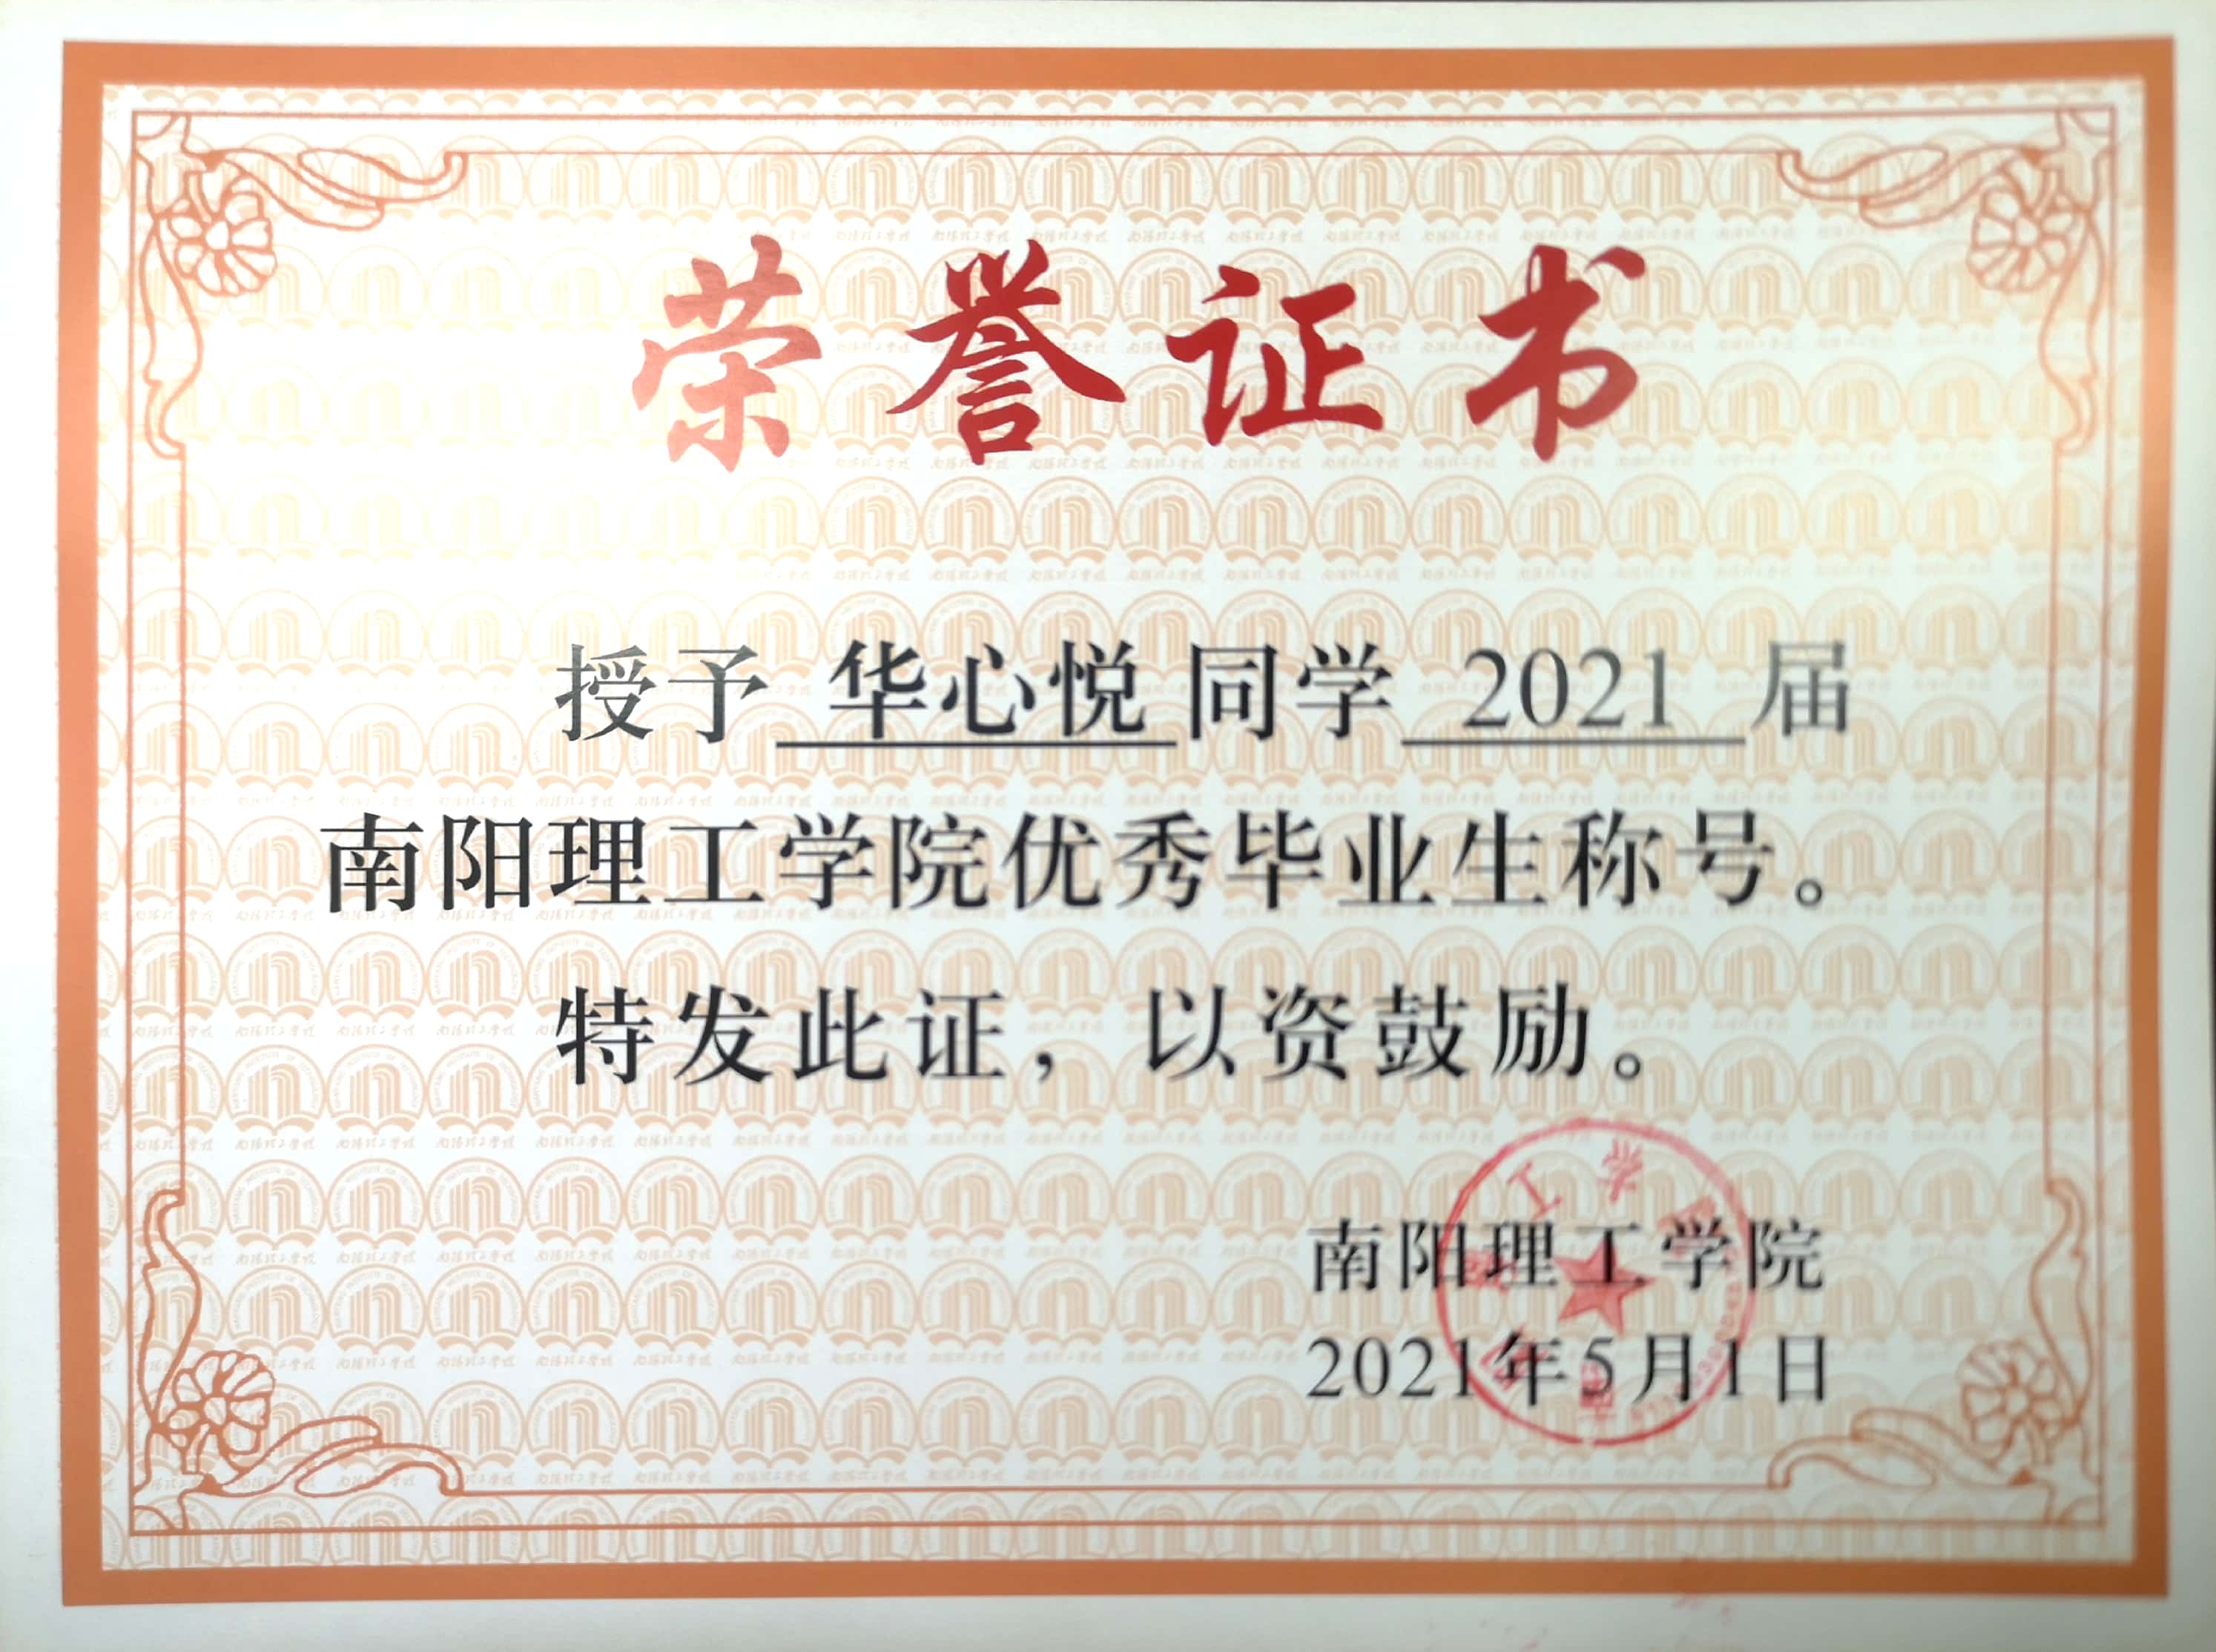 荣誉证书
授予 华心悦 同学 2021 届
南阳理工学院优秀毕业生称号。
特发此证，以资鼓励。
南阳理工学院
2021年5月1日